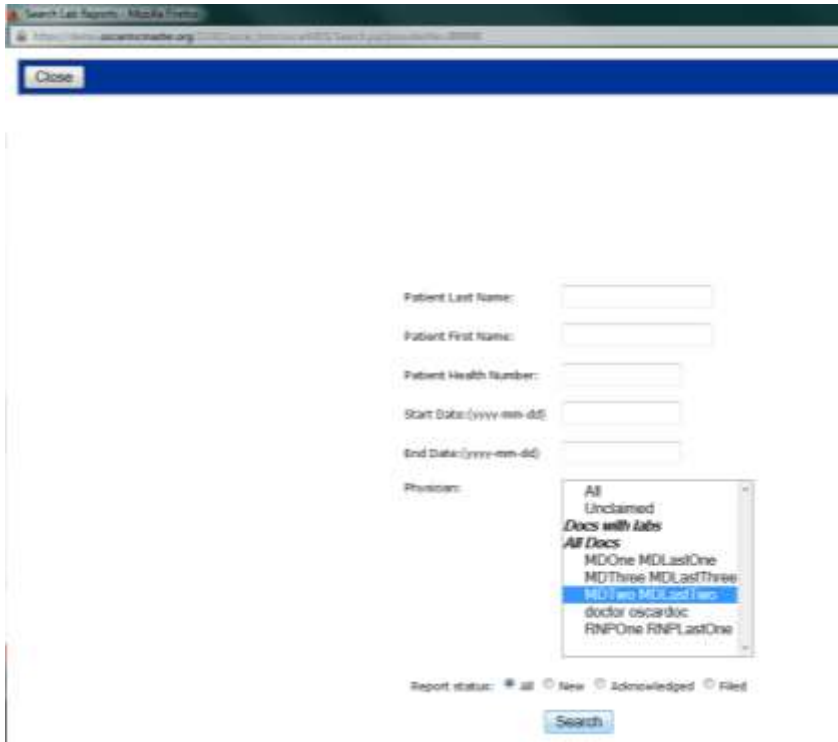 Search Lab Reports - Mozilla Firefox
Close
Patient Last Name:
Patient First Name:
Patient Health Number:
Start Date:(yyyy-mm-dd)
End Date:(yyyy-mm-dd)
Physician:
All
Unclaimed
Docs with labs
All Docs
MDOne MDLastOne
MDThree MDLastThree
MDTwo MDLastTwo
doctor oscardoc
RNPOne RNPLastOne
Report status: All New Acknowledged Filed
Search